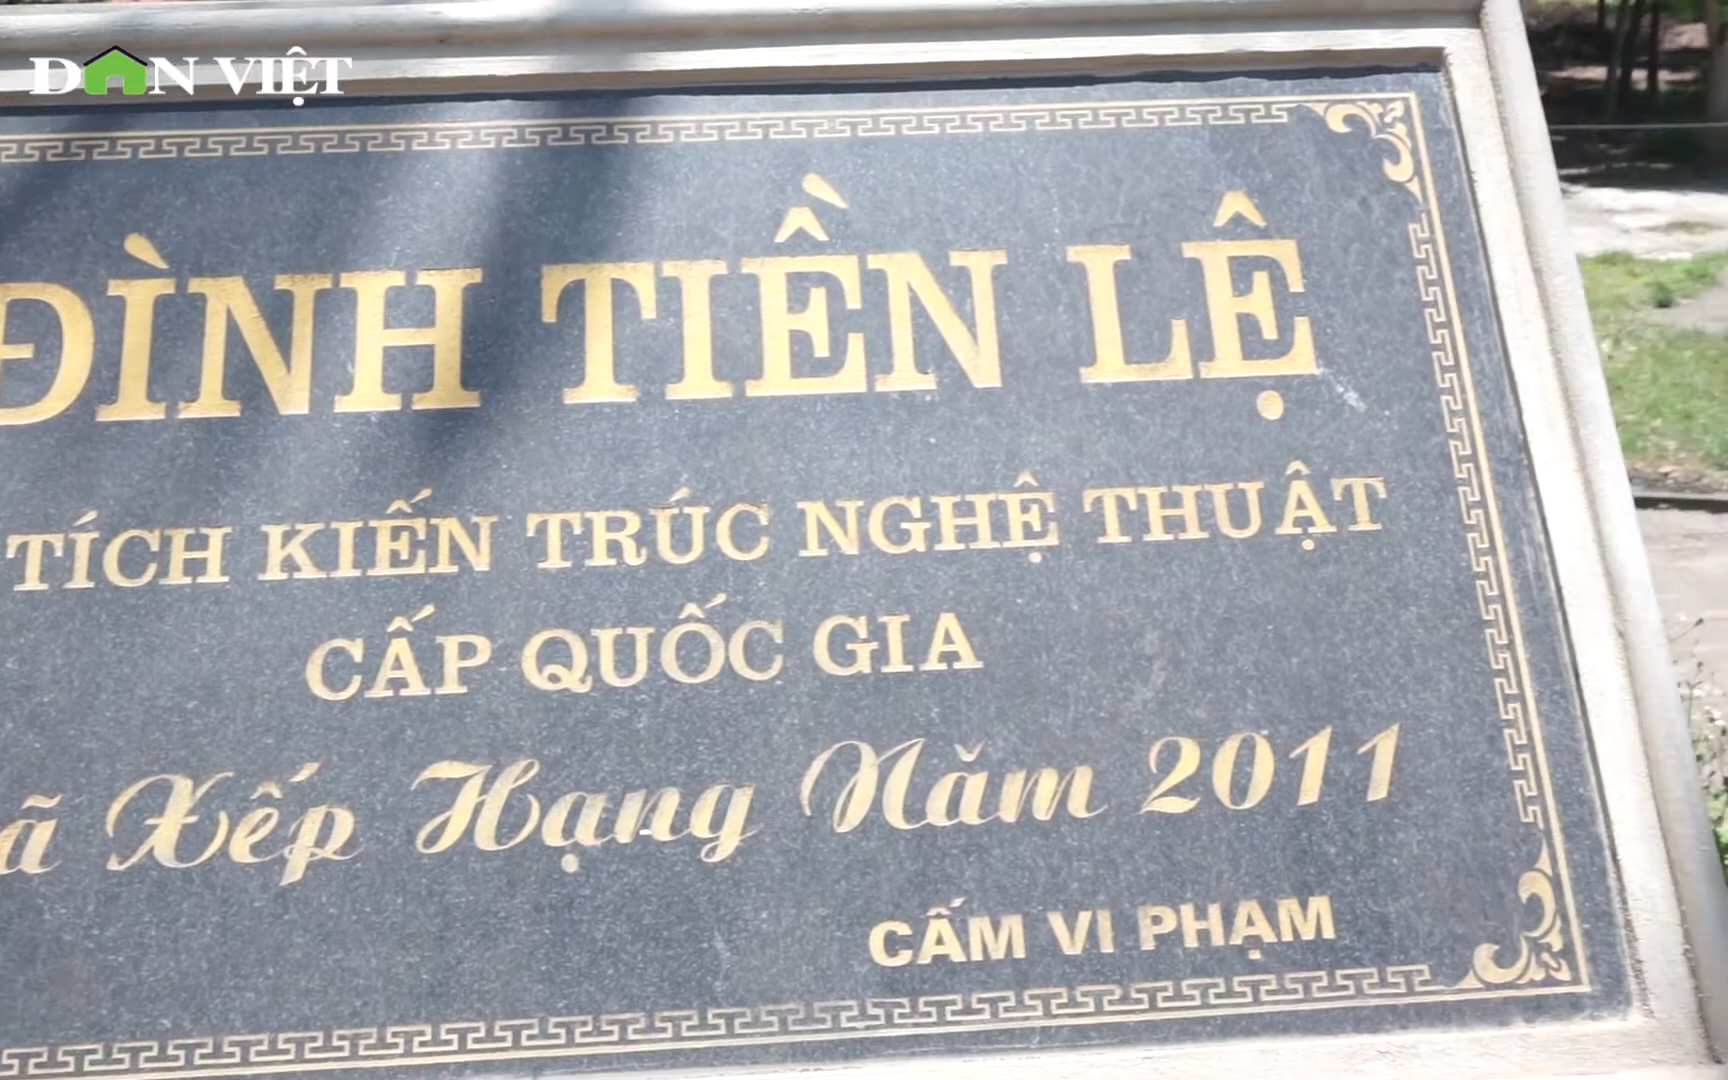 DÂN VIỆT
ĐÌNH TIỀN LỆ
TÍCH KIẾN TRÚC NGHỆ THUẬT
CẤP QUỐC GIA
ã Xếp Hạng Năm 2011
CẤM VI PHẠM